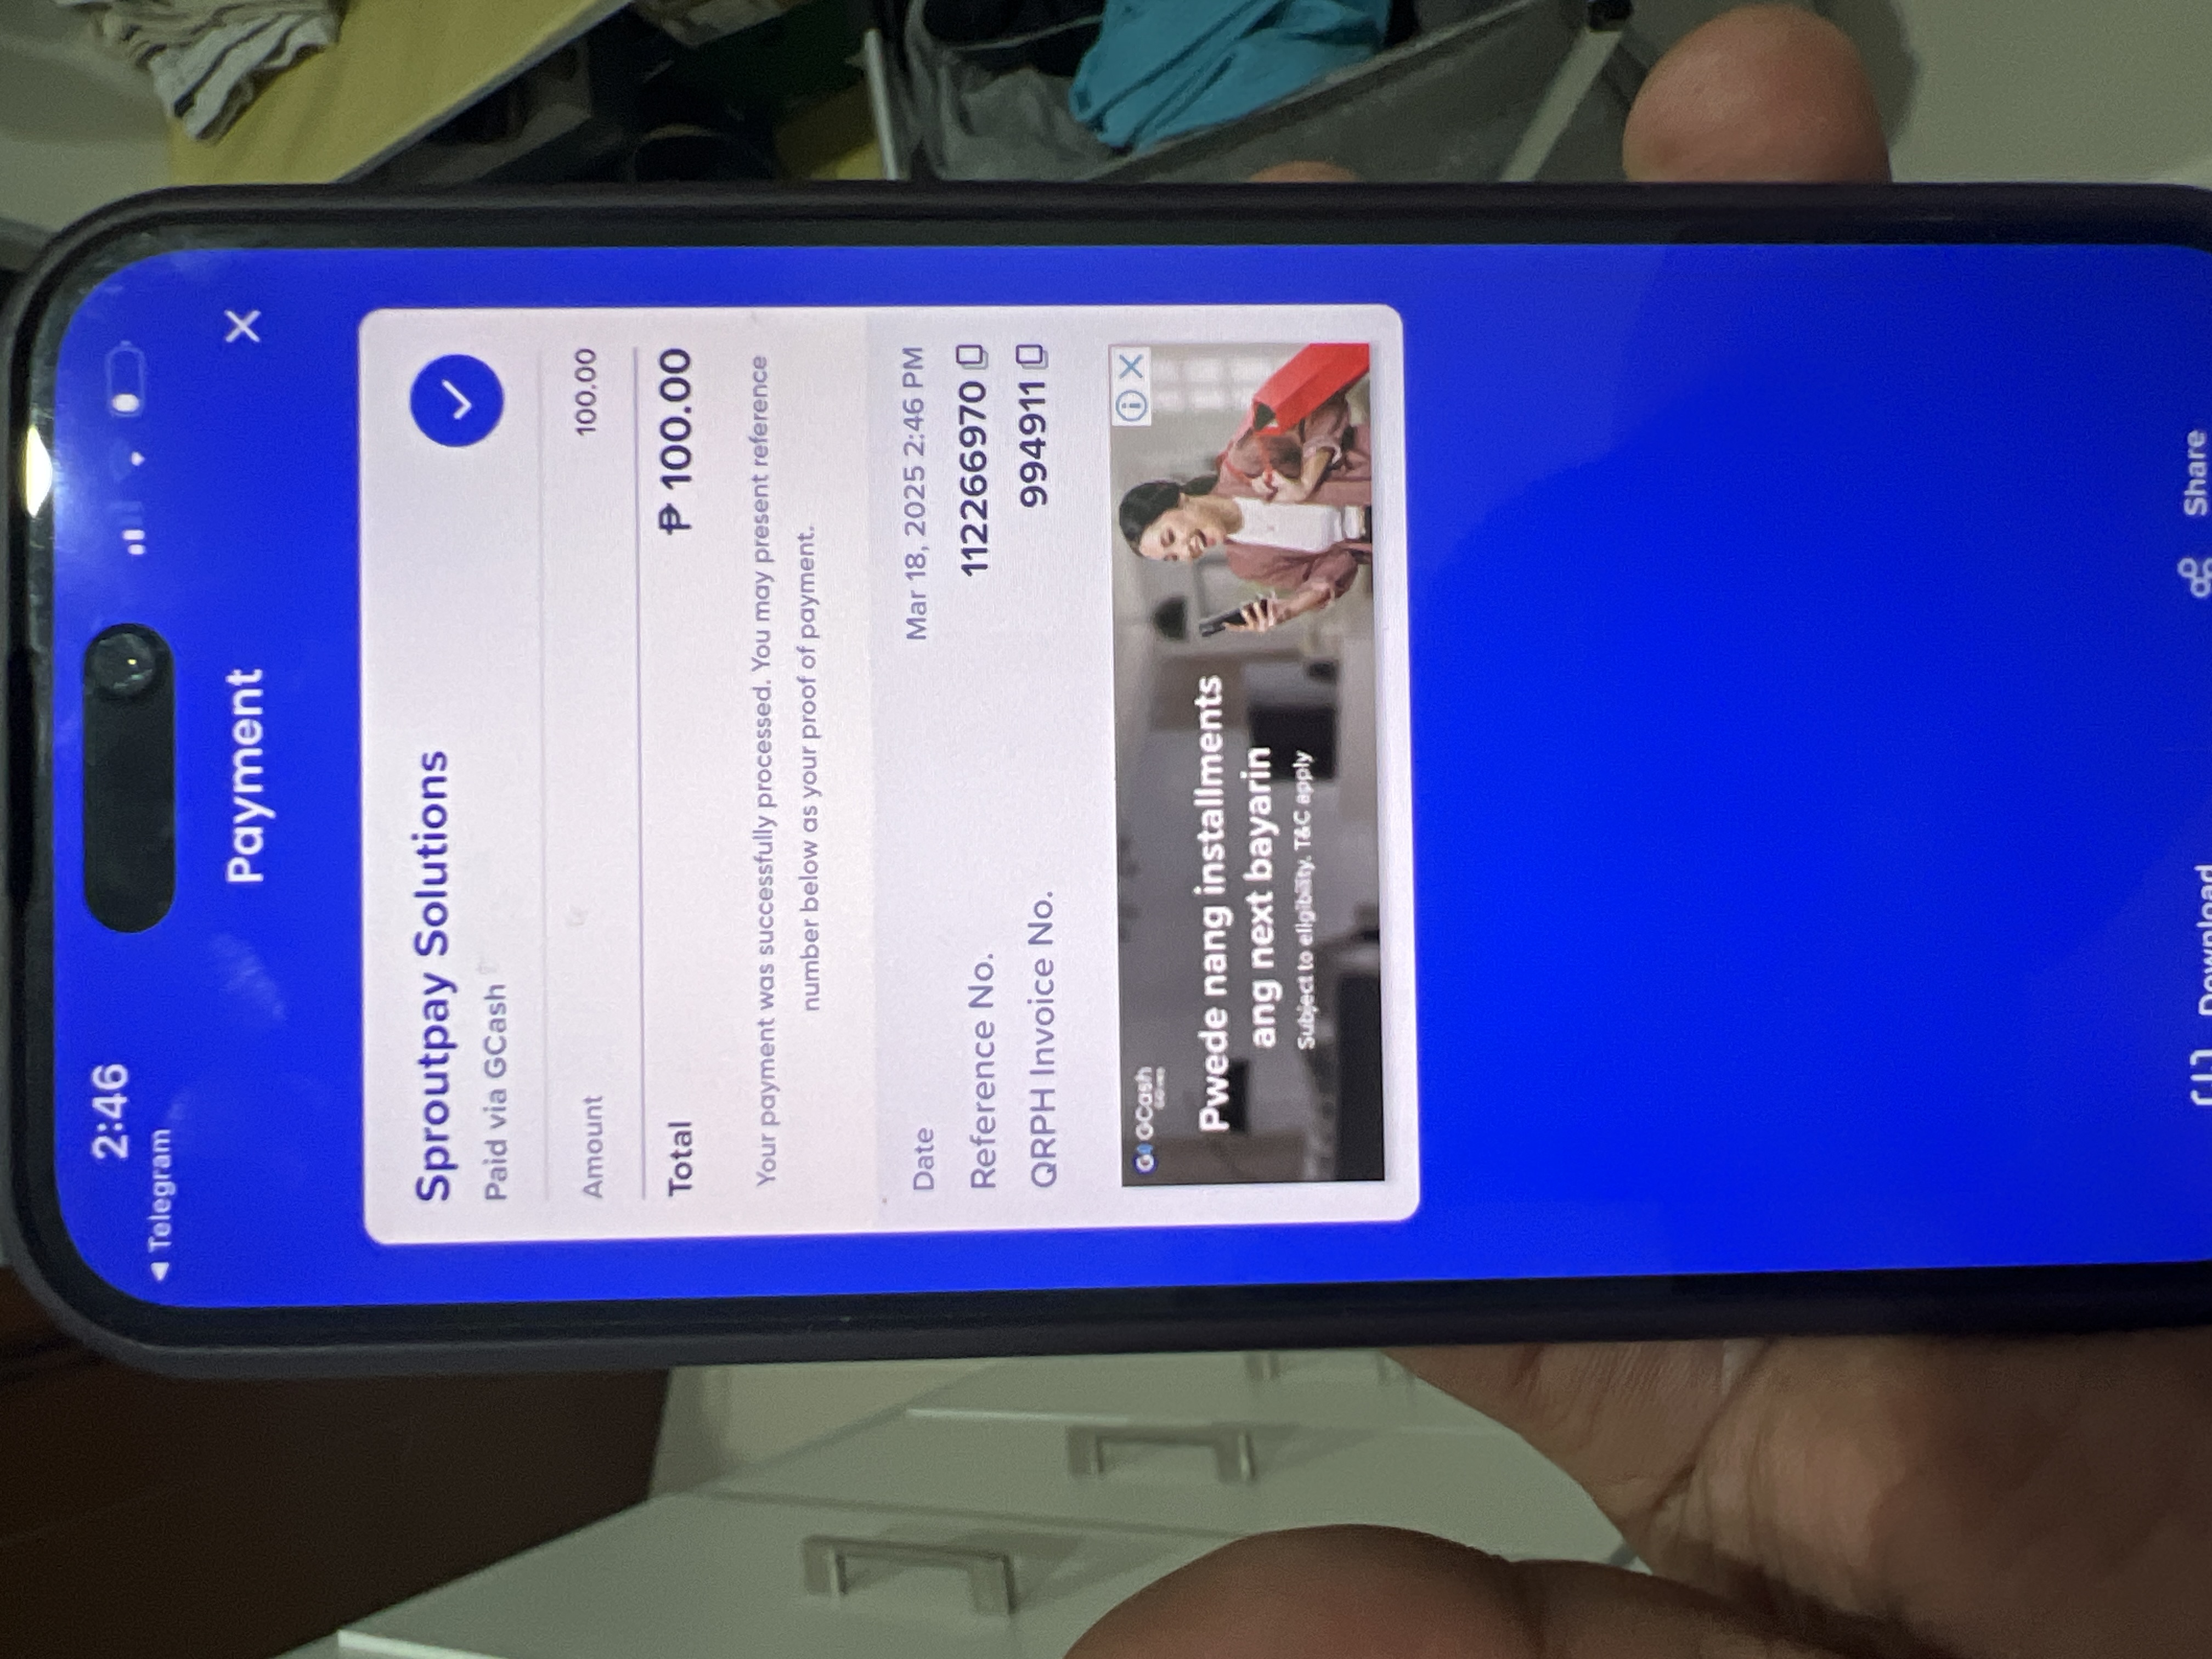 2:46
◀ Telegram
Payment
Sproutpay Solutions
Paid via GCash
Amount 100.00
Total ₱ 100.00
Your payment was successfully processed. You may present reference
number below as your proof of payment.
Date Mar 18, 2025 2:46 PM
Reference No. 112266970
QRPH Invoice No. 994911
GCash
Pwede nang installments
ang next bayarin
Subject to eligibility. T&C apply
Download Share